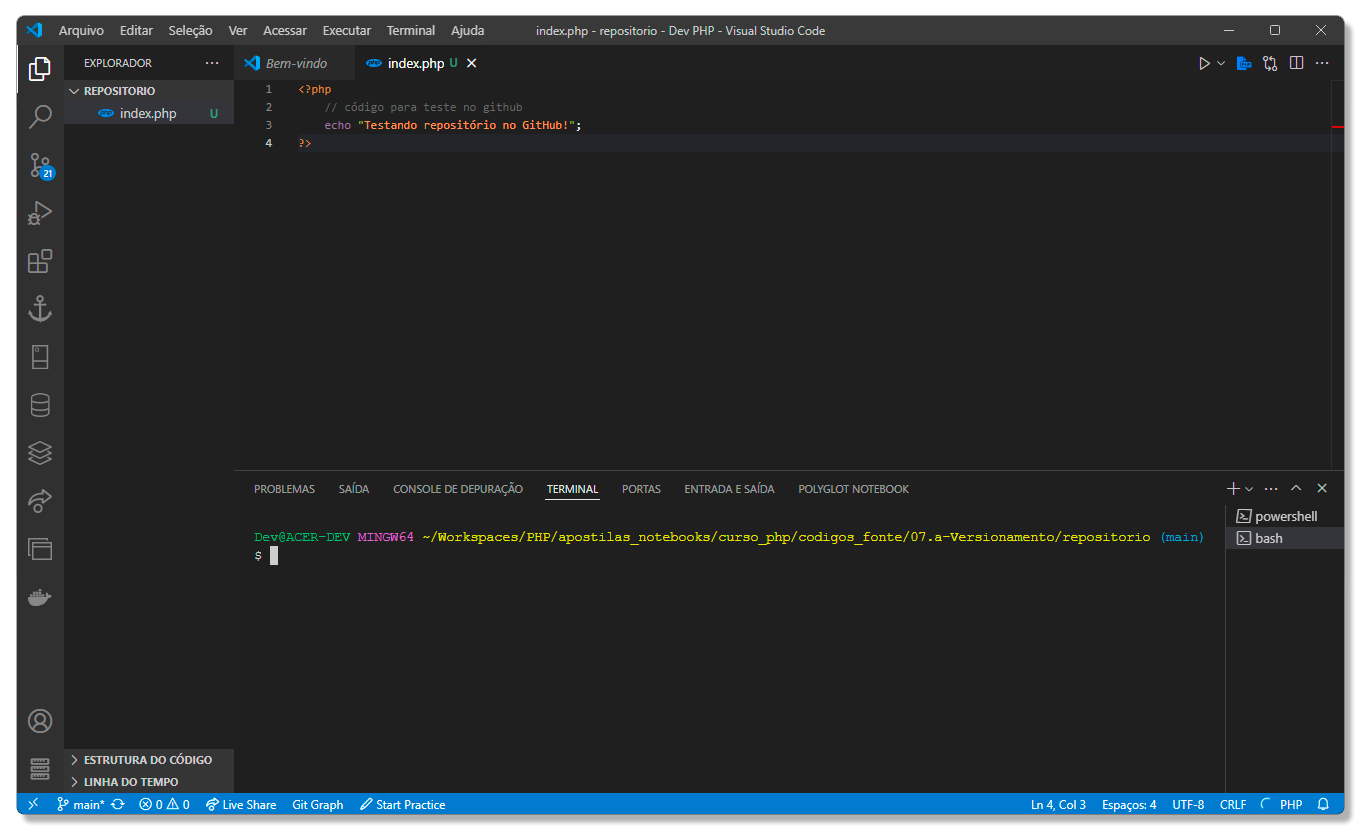 Arquivo Editar Seleção Ver Acessar Executar Terminal Ajuda index.php - repositorio - Dev PHP - Visual Studio Code
EXPLORADOR
Bem-vindo
index.php U
REPOSITORIO
index.php U
21
1 <?php
2 // código para teste no github
3 echo "Testando repositório no GitHub!";
4 ?>
PROBLEMAS SAÍDA CONSOLE DE DEPURAÇÃO TERMINAL PORTAS ENTRADA E SAÍDA POLYGLOT NOTEBOOK
powershell
bash
Dev@ACER-DEV MINGW64 ~/Workspaces/PHP/apostilas_notebooks/curso_php/codigos_fonte/07.a-Versionamento/repositorio (main)
$
ESTRUTURA DO CÓDIGO
LINHA DO TEMPO
main* 0 0 Live Share Git Graph Start Practice Ln 4, Col 3 Espaços: 4 UTF-8 CRLF PHP